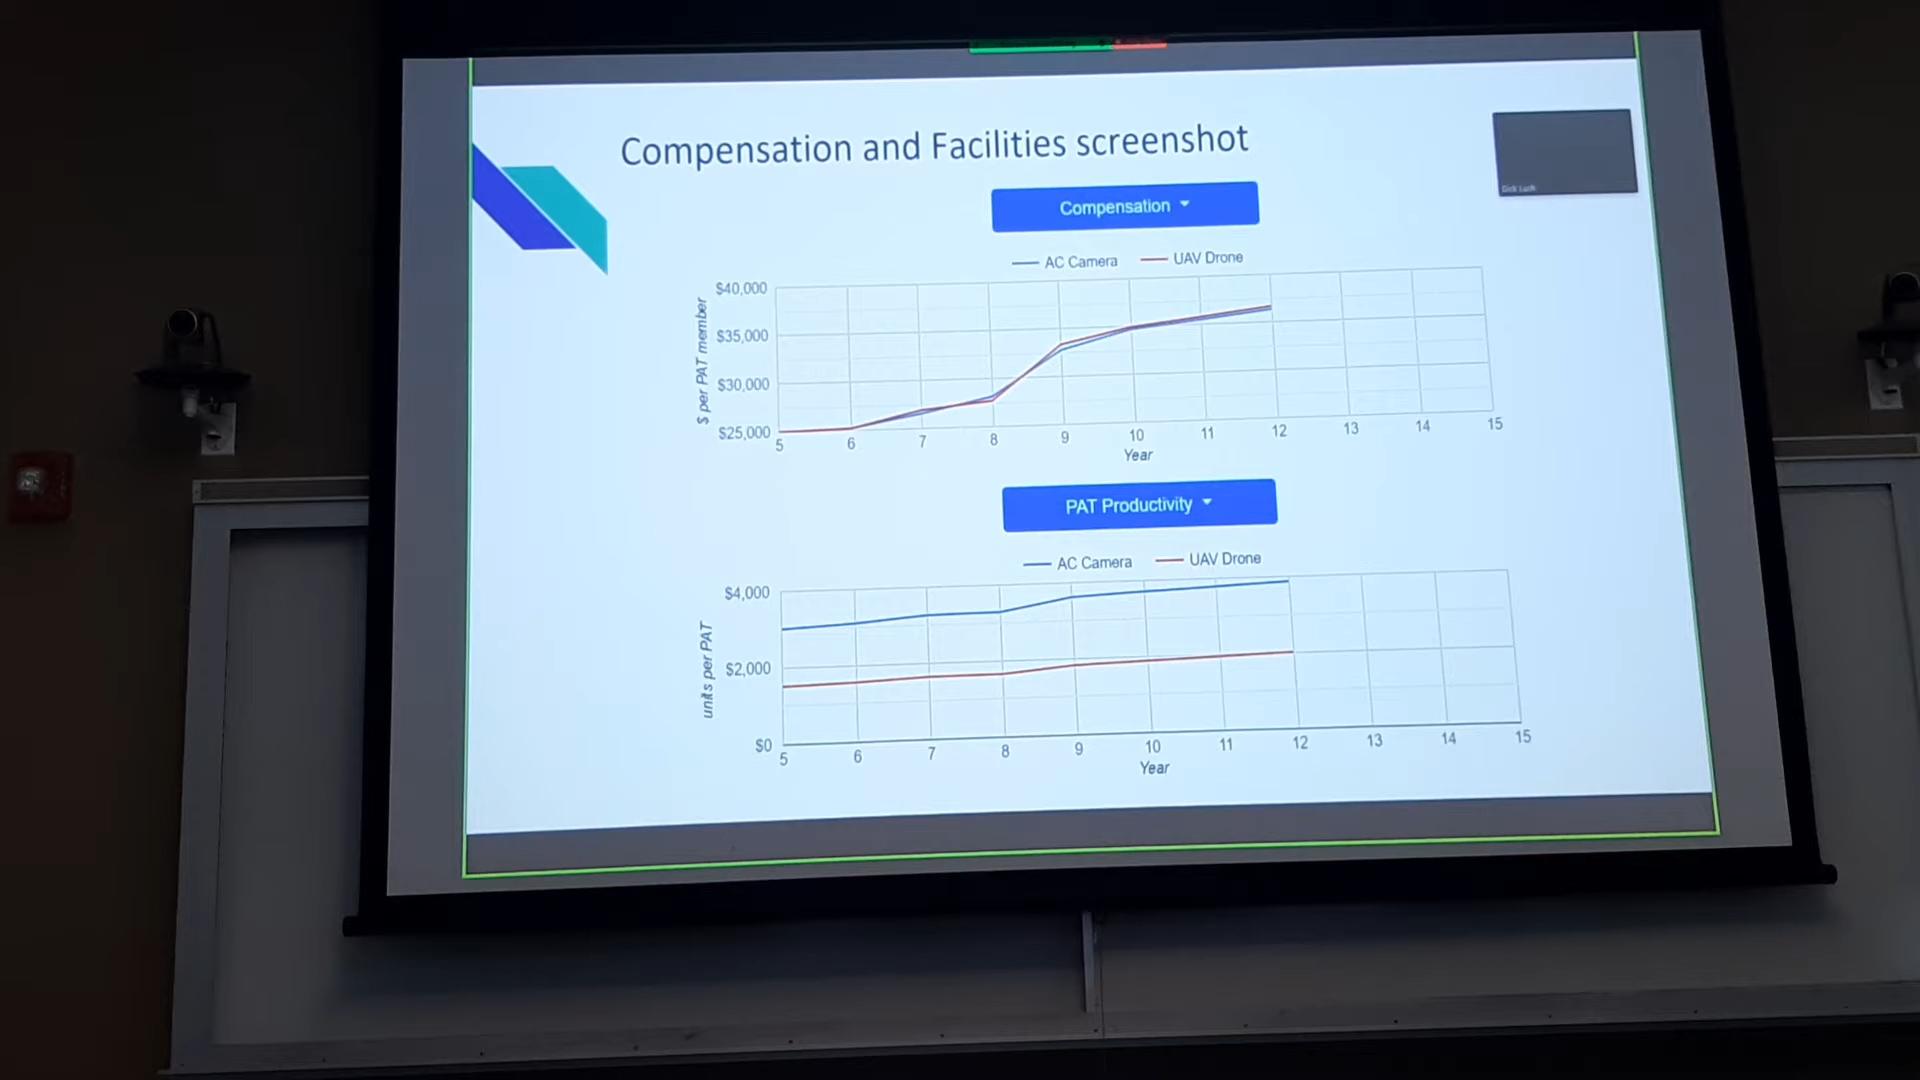 Compensation and Facilities screenshot
Compensation
AC Camera UAV Drone
$40,000
$35,000
$30,000
$25,000
$ per PAT member
5 6 7 8 9 10 11 12 13 14 15
Year
PAT Productivity
AC Camera UAV Drone
$4,000
$2,000
$0
units per PAT
5 6 7 8 9 10 11 12 13 14 15
Year